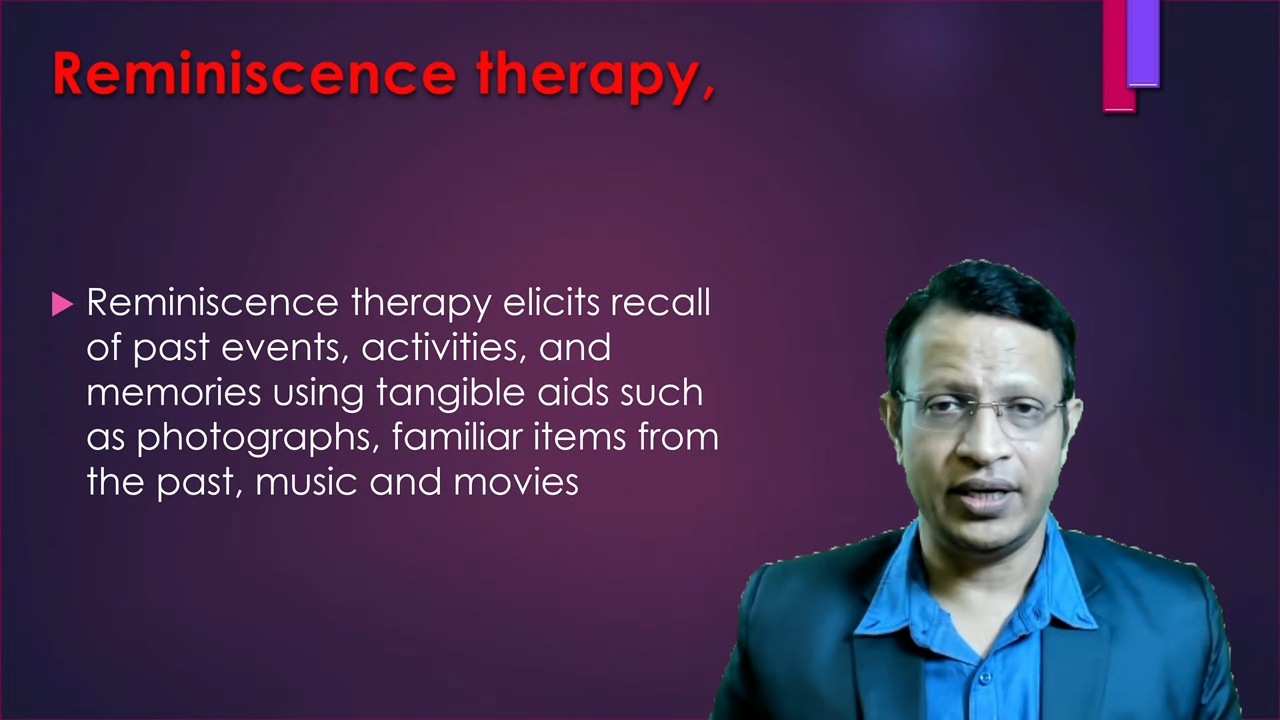 Reminiscence therapy,
Reminiscence therapy elicits recall
of past events, activities, and
memories using tangible aids such
as photographs, familiar items from
the past, music and movies